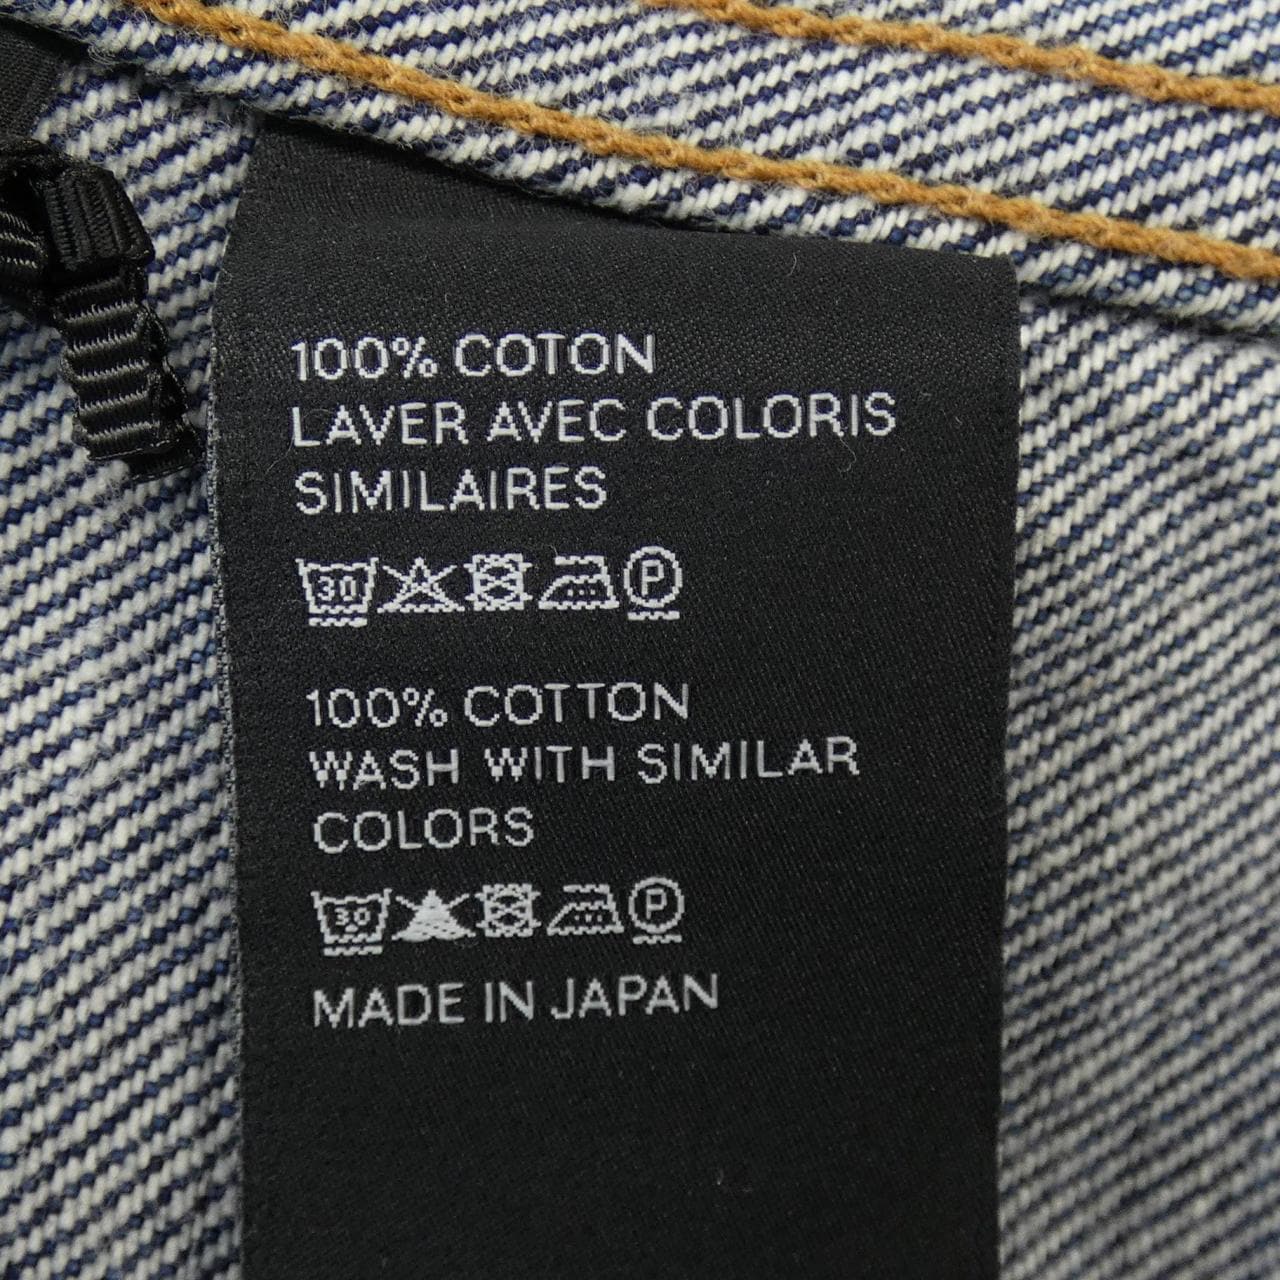 100% COTON
LAVER AVEC COLORIS
SIMILAIRES
30 P
100% COTTON
WASH WITH SIMILAR
COLORS
30 P
MADE IN JAPAN